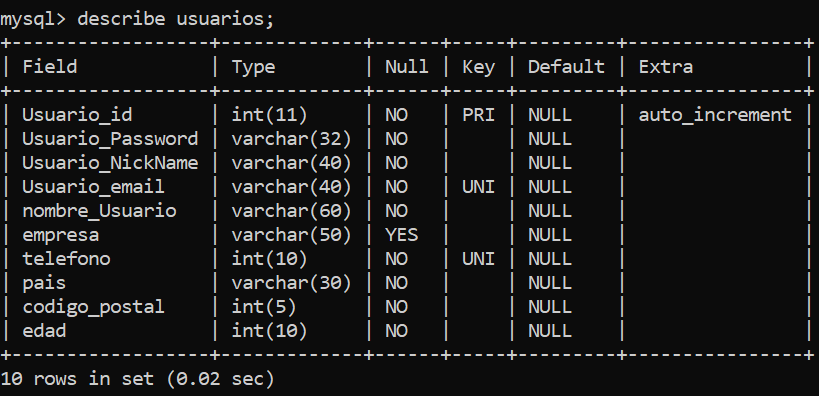 mysql> describe usuarios;
+------------------+-------------+------+-----+---------+----------------+
| Field            | Type        | Null | Key | Default | Extra          |
+------------------+-------------+------+-----+---------+----------------+
| Usuario_id       | int(11)     | NO   | PRI | NULL    | auto_increment |
| Usuario_Password | varchar(32) | NO   |     | NULL    |                |
| Usuario_NickName | varchar(40) | NO   |     | NULL    |                |
| Usuario_email    | varchar(40) | NO   | UNI | NULL    |                |
| nombre_Usuario   | varchar(60) | NO   |     | NULL    |                |
| empresa          | varchar(50) | YES  |     | NULL    |                |
| telefono         | int(10)     | NO   | UNI | NULL    |                |
| pais             | varchar(30) | NO   |     | NULL    |                |
| codigo_postal    | int(5)      | NO   |     | NULL    |                |
| edad             | int(10)     | NO   |     | NULL    |                |
+------------------+-------------+------+-----+---------+----------------+
10 rows in set (0.02 sec)